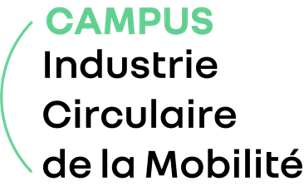 CAMPUS
Industrie
Circulaire
de la Mobilité